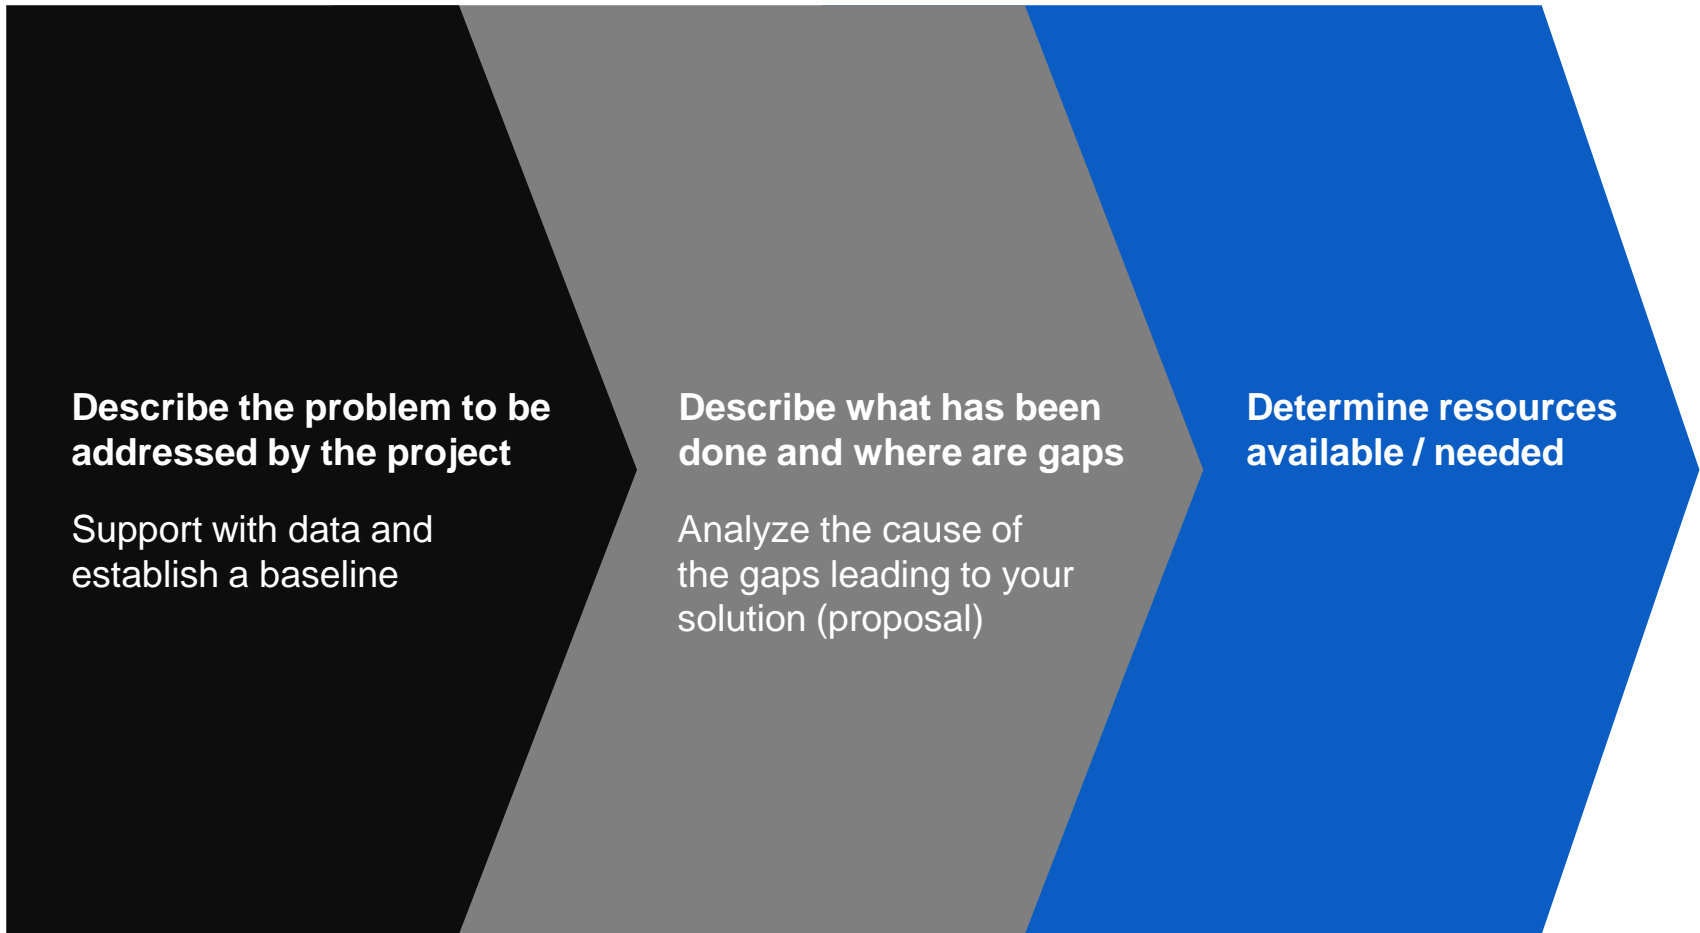 Describe the problem to be
addressed by the project
Support with data and
establish a baseline
Describe what has been
done and where are gaps
Analyze the cause of
the gaps leading to your
solution (proposal)
Determine resources
available / needed